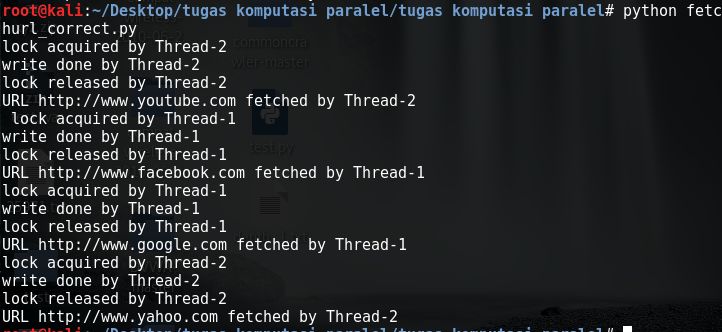 root@kali:~/Desktop/tugas komputasi paralel/tugas komputasi paralel# python fetc
hurl_correct.py
lock acquired by Thread-2
write done by Thread-2
lock released by Thread-2
URL http://www.youtube.com fetched by Thread-2
 lock acquired by Thread-1
write done by Thread-1
lock released by Thread-1
URL http://www.facebook.com fetched by Thread-1
lock acquired by Thread-1
write done by Thread-1
lock released by Thread-1
URL http://www.google.com fetched by Thread-1
lock acquired by Thread-2
write done by Thread-2
lock released by Thread-2
URL http://www.yahoo.com fetched by Thread-2
root@kali:~/Desktop/tugas komputasi paralel/tugas komputasi paralel#
commoncra
wler-master
test.py